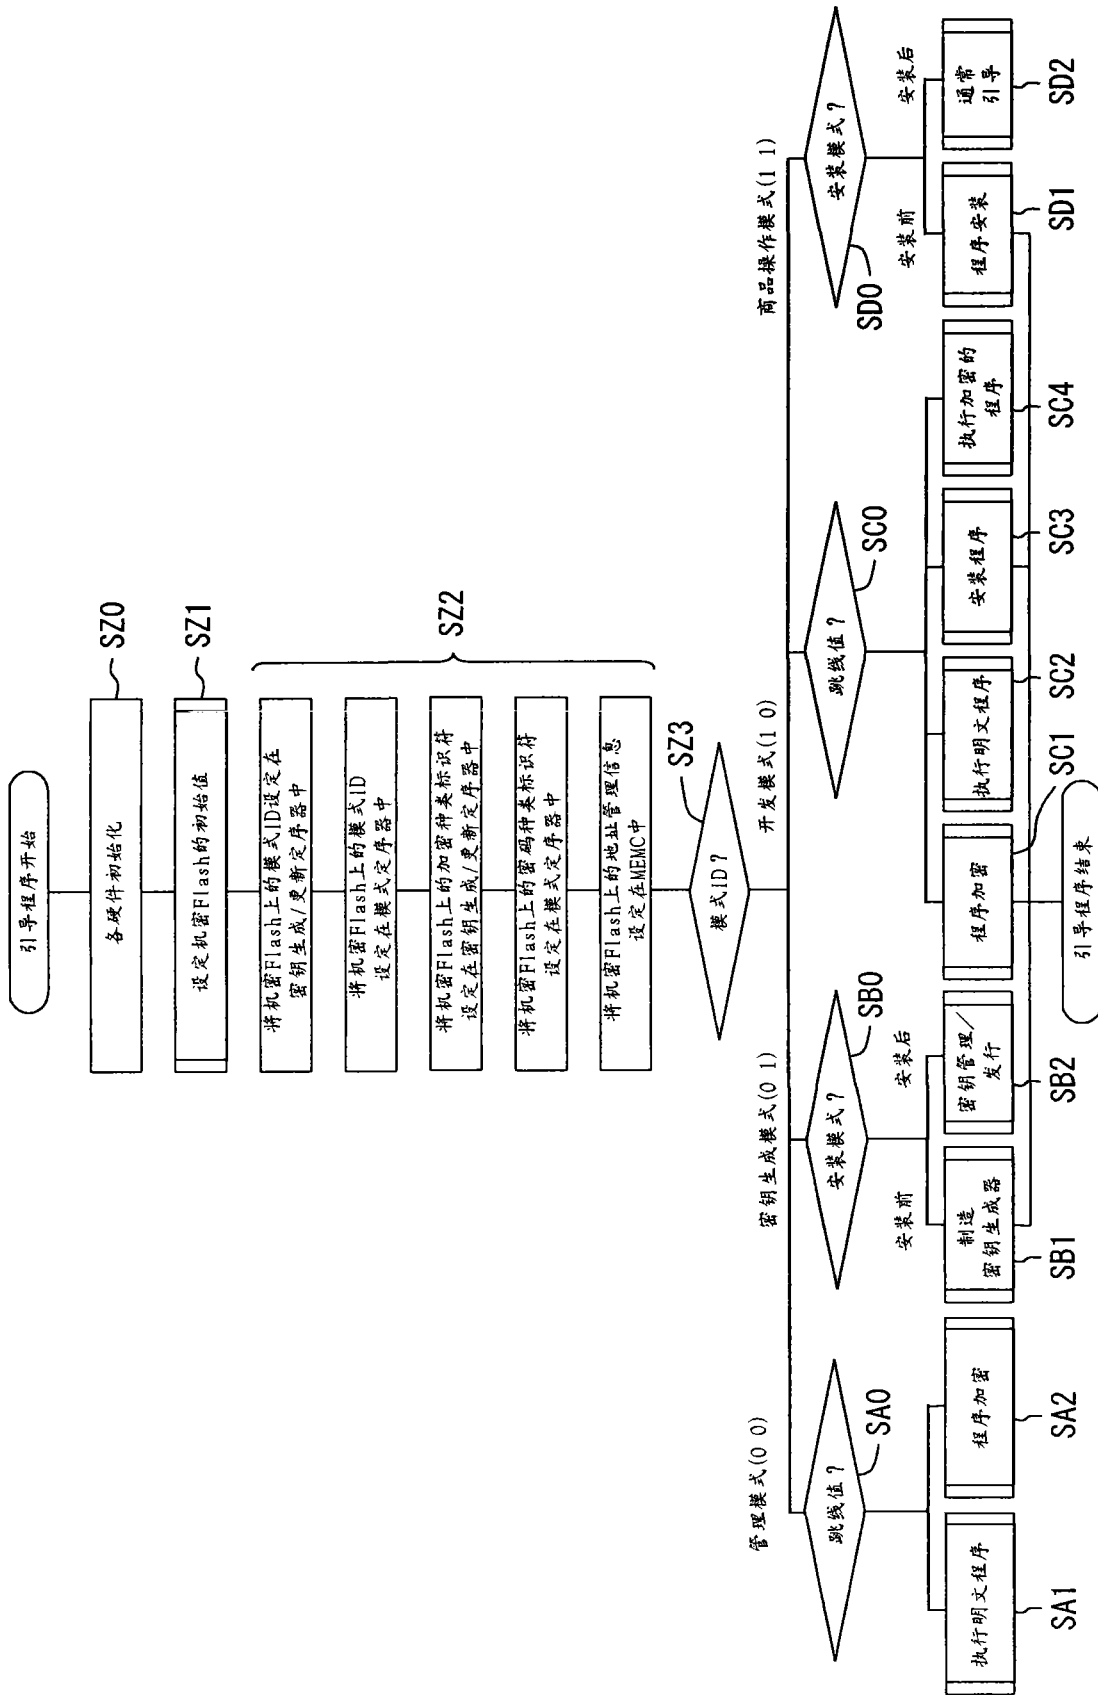 引导程序开始
各硬件初始化
SZ0
设定机密Flash的初始值
SZ1
将机密Flash上的模式ID设定在
密钥生成/更新定序器中
将机密Flash上的模式ID
设定在模式定序器中
将机密Flash上的加密种类标识符
设定在密钥生成/更新定序器中
将机密Flash上的密码种类标识符
设定在模式定序器中
将机密Flash上的地址管理信息
设定在MEMC中
SZ2
模式ID？
SZ3
管理模式(0 0)
密钥生成模式(0 1)
开发模式(1 0)
商品操作模式(1 1)
跳线值？
SA0
安装模式？
SB0
跳线值？
SC0
安装模式？
SD0
安装前
安装后
安装前
安装后
执行明文程序
SA1
程序加密
SA2
制造
密钥生成器
SB1
密钥管理/
发行
SB2
程序加密
SC1
执行明文程序
SC2
安装程序
SC3
执行加密的
程序
SC4
程序安装
SD1
通常
引导
SD2
引导程序结束